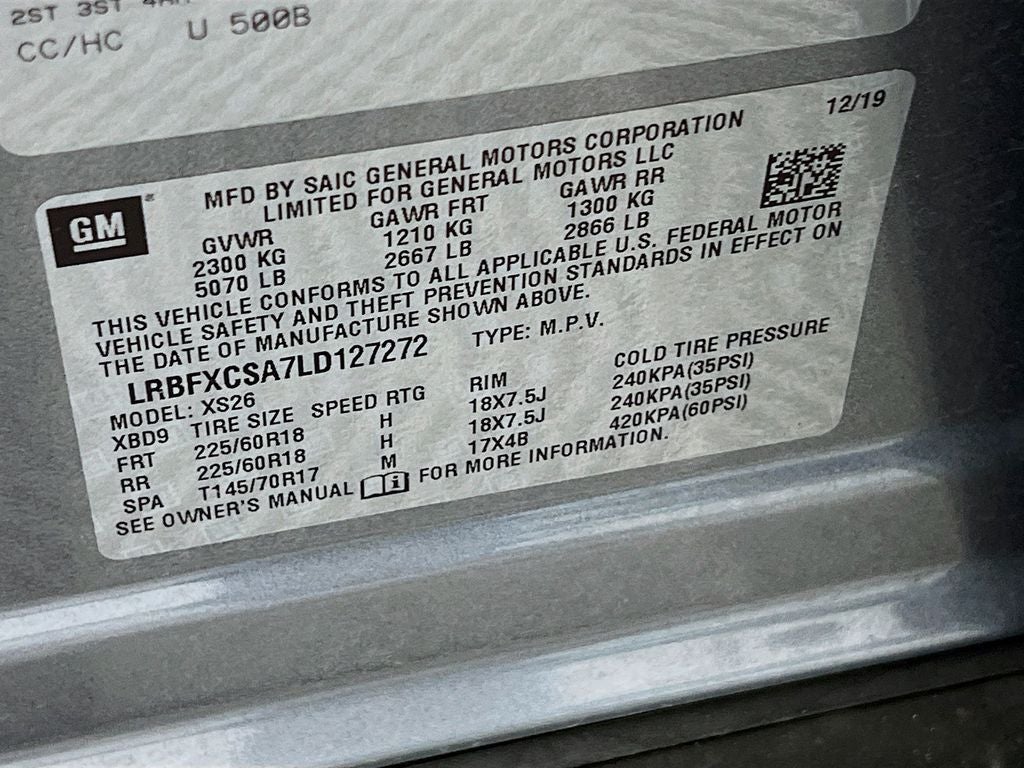 2ST 3ST
CC/HC U 500B
12/19
GM
MFD BY SAIC GENERAL MOTORS CORPORATION
LIMITED FOR GENERAL MOTORS LLC
GVWR GAWR FRT GAWR RR
2300 KG 1210 KG 1300 KG
5070 LB 2667 LB 2866 LB
THIS VEHICLE CONFORMS TO ALL APPLICABLE U.S. FEDERAL MOTOR
VEHICLE SAFETY AND THEFT PREVENTION STANDARDS IN EFFECT ON
THE DATE OF MANUFACTURE SHOWN ABOVE.
LRBFXCSA7LD127272 TYPE: M.P.V.
MODEL: XS26
XBD9 TIRE SIZE SPEED RTG RIM COLD TIRE PRESSURE
FRT 225/60R18 H 18X7.5J 240KPA(35PSI)
RR 225/60R18 H 18X7.5J 240KPA(35PSI)
SPA T145/70R17 M 17X4B 420KPA(60PSI)
SEE OWNER'S MANUAL i FOR MORE INFORMATION.